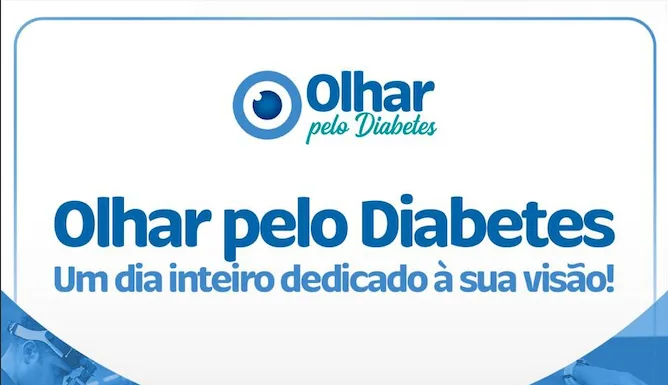 Olhar
pelo Diabetes
Olhar pelo Diabetes
Um dia inteiro dedicado à sua visão!